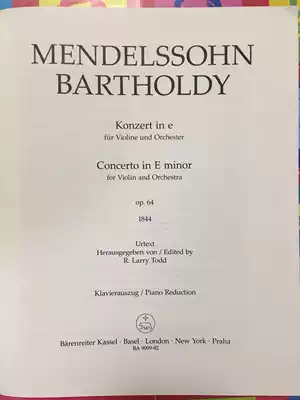 MENDELSSOHN
BARTHOLDY
Konzert in e
für Violine und Orchester
Concerto in E minor
for Violin and Orchestra
op. 64
1844
Urtext
Herausgegeben von / Edited by
R. Larry Todd
Klavierauszug / Piano Reduction
Bärenreiter Kassel · Basel · London · New York · Praha
BA 9099-92